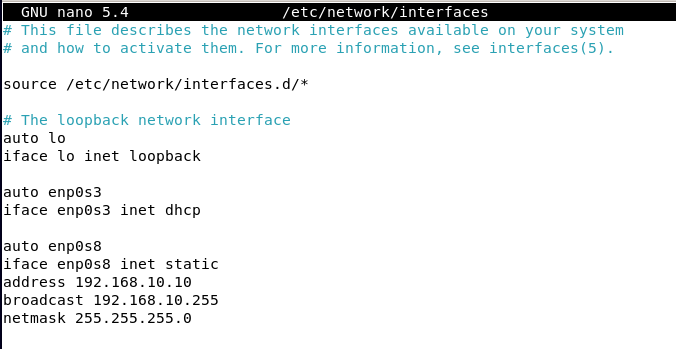 GNU nano 5.4 /etc/network/interfaces
# This file describes the network interfaces available on your system
# and how to activate them. For more information, see interfaces(5).
source /etc/network/interfaces.d/*
# The loopback network interface
auto lo
iface lo inet loopback
auto enp0s3
iface enp0s3 inet dhcp
auto enp0s8
iface enp0s8 inet static
address 192.168.10.10
broadcast 192.168.10.255
netmask 255.255.255.0